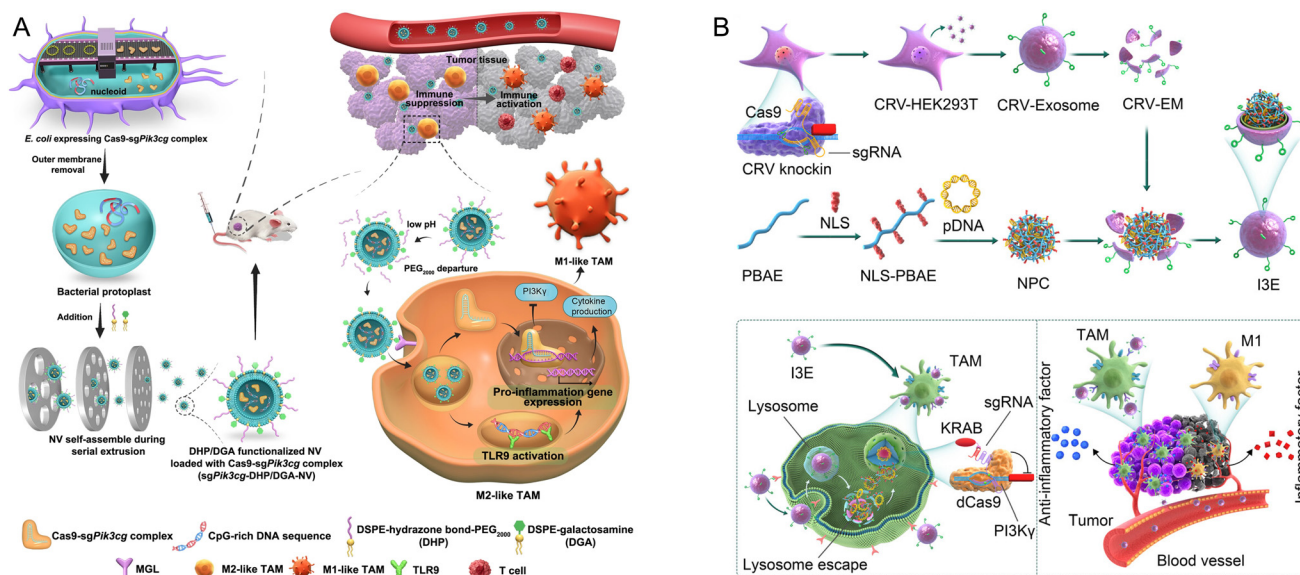 A
nucleoid
E. coli expressing Cas9-sgPik3cg complex
Outer membrane
removal
Bacterial protoplast
Addition
NV self-assemble during
serial extrusion
DHP/DGA functionalized NV
loaded with Cas9-sgPik3cg complex
(sgPik3cg-DHP/DGA-NV)
Tumor tissue
Immune
suppression
Immune
activation
low pH
PEG2000 departure
M1-like TAM
PI3Kγ
Cytokine
production
Pro-inflammation gene
expression
TLR9 activation
M2-like TAM
Cas9-sgPik3cg complex
CpG-rich DNA sequence
DSPE-hydrazone bond-PEG2000
(DHP)
DSPE-galactosamine
(DGA)
MGL
M2-like TAM
M1-like TAM
TLR9
T cell
B
CRV-HEK293T
CRV-Exosome
CRV-EM
Cas9
sgRNA
CRV knockin
NLS
pDNA
PBAE
NLS-PBAE
NPC
I3E
I3E
TAM
Lysosome
sgRNA
KRAB
dCas9
PI3Kγ
Lysosome escape
TAM
M1
Anti-inflammatory factor
Inflammatory factor
Tumor
Blood vessel